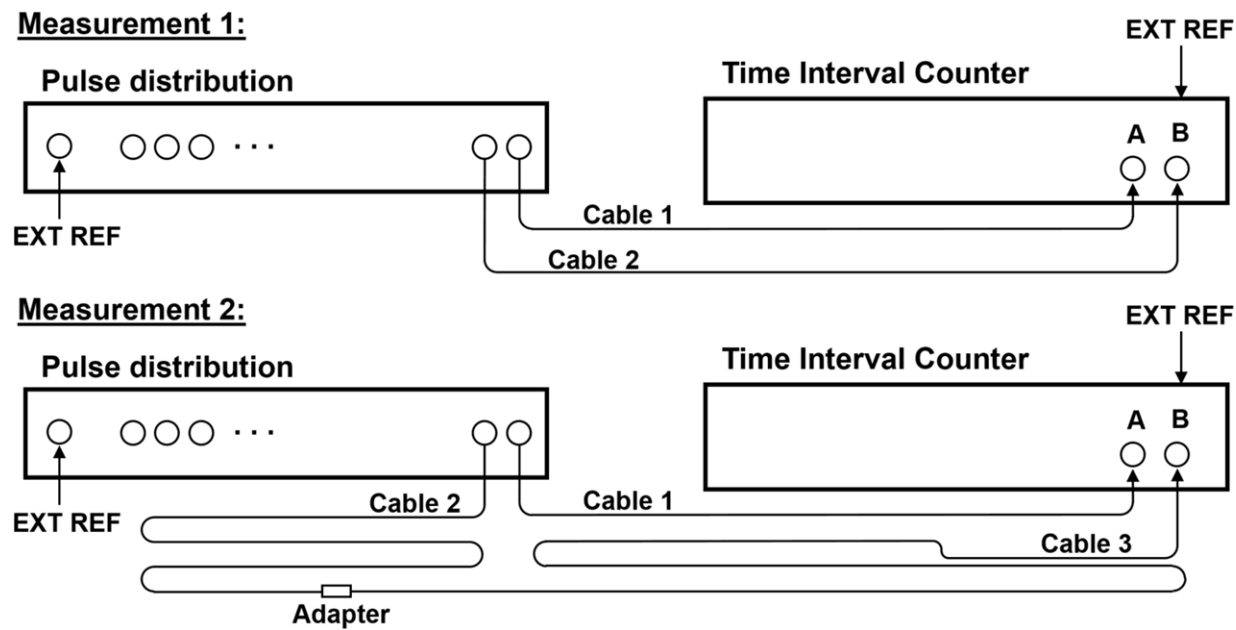 Measurement 1:
EXT REF
Pulse distribution
Time Interval Counter
A B
. . .
EXT REF
Cable 1
Cable 2
Measurement 2:
EXT REF
Pulse distribution
Time Interval Counter
A B
. . .
Cable 2
Cable 1
EXT REF
Cable 3
Adapter